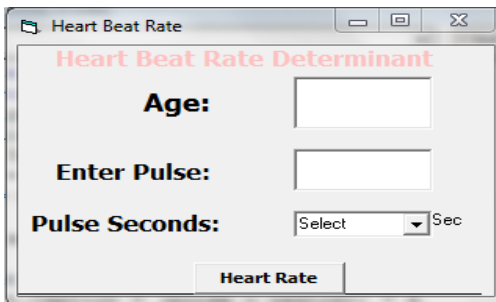 Heart Beat Rate
Heart Beat Rate Determinant
Age:
Enter Pulse:
Pulse Seconds: Select Sec
Heart Rate